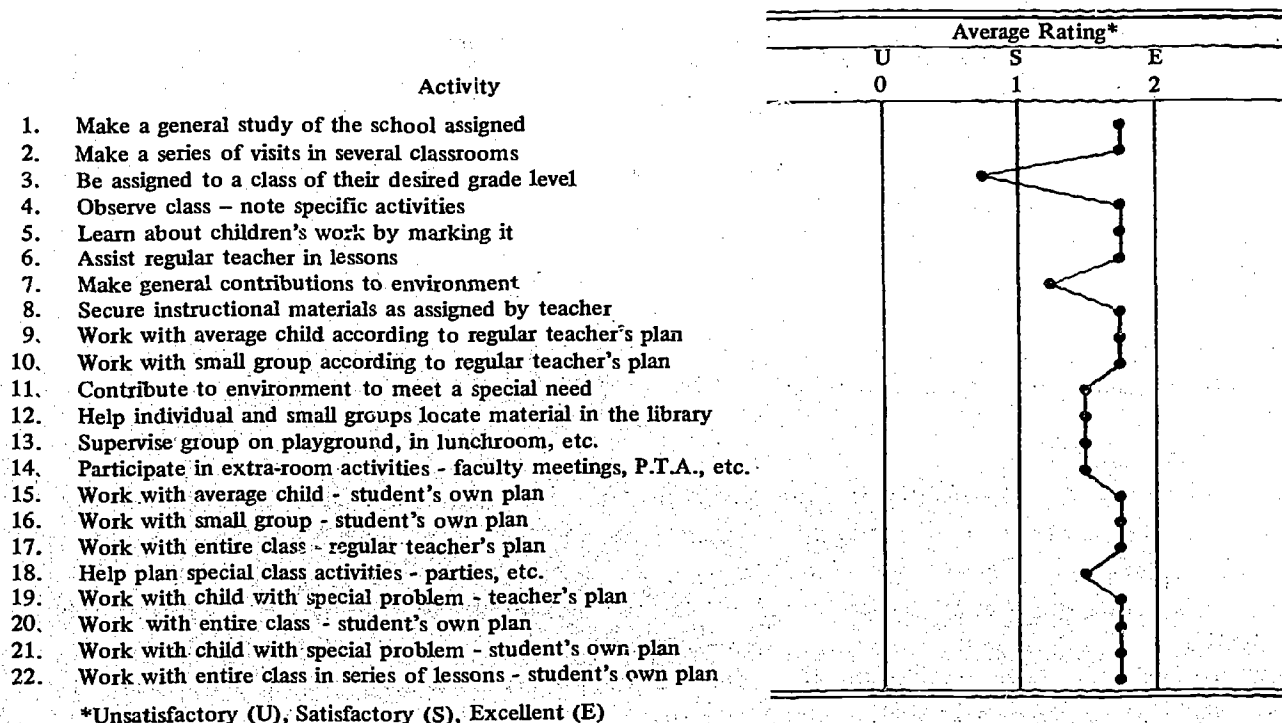 Average Rating*
U S E
Activity 0 1 2
1. Make a general study of the school assigned
2. Make a series of visits in several classrooms
3. Be assigned to a class of their desired grade level
4. Observe class – note specific activities
5. Learn about children's work by marking it
6. Assist regular teacher in lessons
7. Make general contributions to environment
8. Secure instructional materials as assigned by teacher
9. Work with average child according to regular teacher's plan
10. Work with small group according to regular teacher's plan
11. Contribute to environment to meet a special need
12. Help individual and small groups locate material in the library
13. Supervise group on playground, in lunchroom, etc.
14. Participate in extra-room activities - faculty meetings, P.T.A., etc.
15. Work with average child - student's own plan
16. Work with small group - student's own plan
17. Work with entire class - regular teacher's plan
18. Help plan special class activities - parties, etc.
19. Work with child with special problem - teacher's plan
20. Work with entire class - student's own plan
21. Work with child with special problem - student's own plan
22. Work with entire class in series of lessons - student's own plan
*Unsatisfactory (U), Satisfactory (S), Excellent (E)